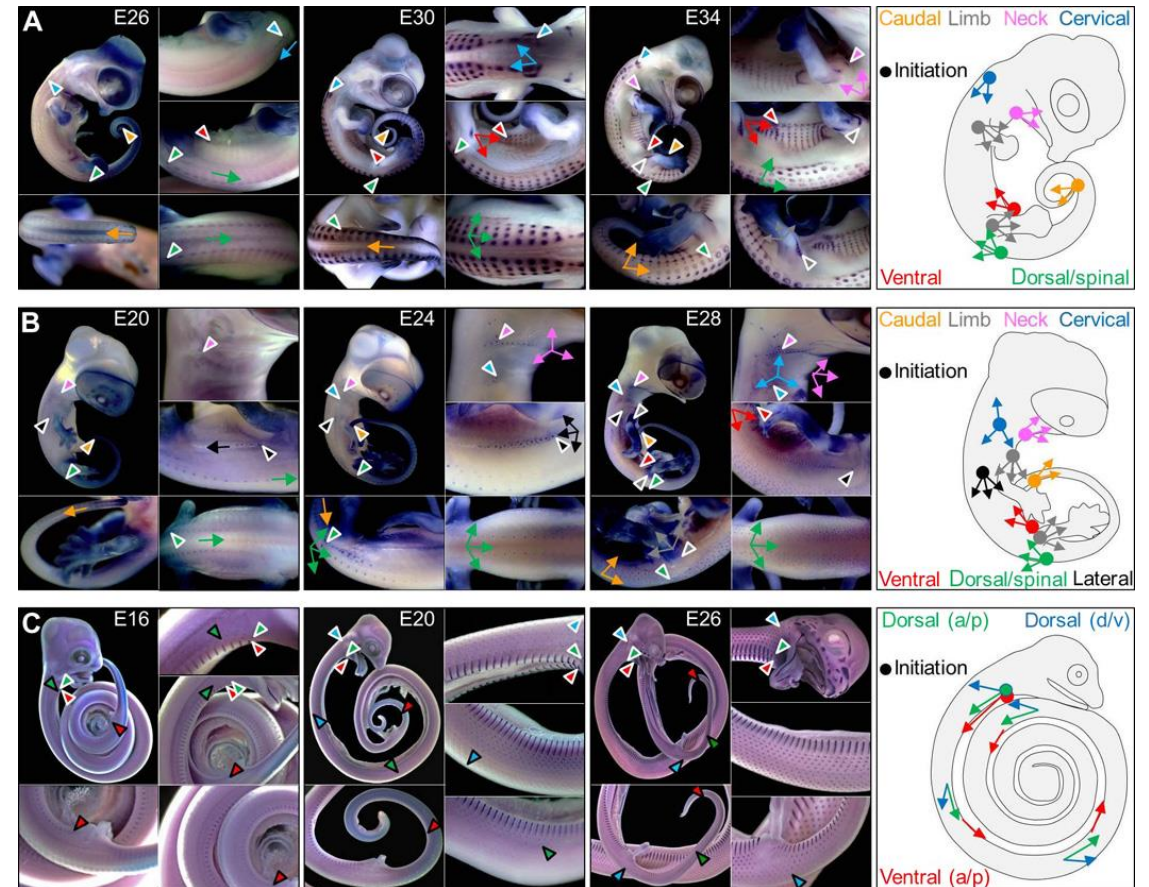 A E26 E30 E34 Caudal Limb Neck Cervical
Initiation
Ventral Dorsal/spinal
B E20 E24 E28 Caudal Limb Neck Cervical
Initiation
Ventral Dorsal/spinal Lateral
C E16 E20 E26 Dorsal (a/p) Dorsal (d/v)
Initiation
Ventral (a/p)